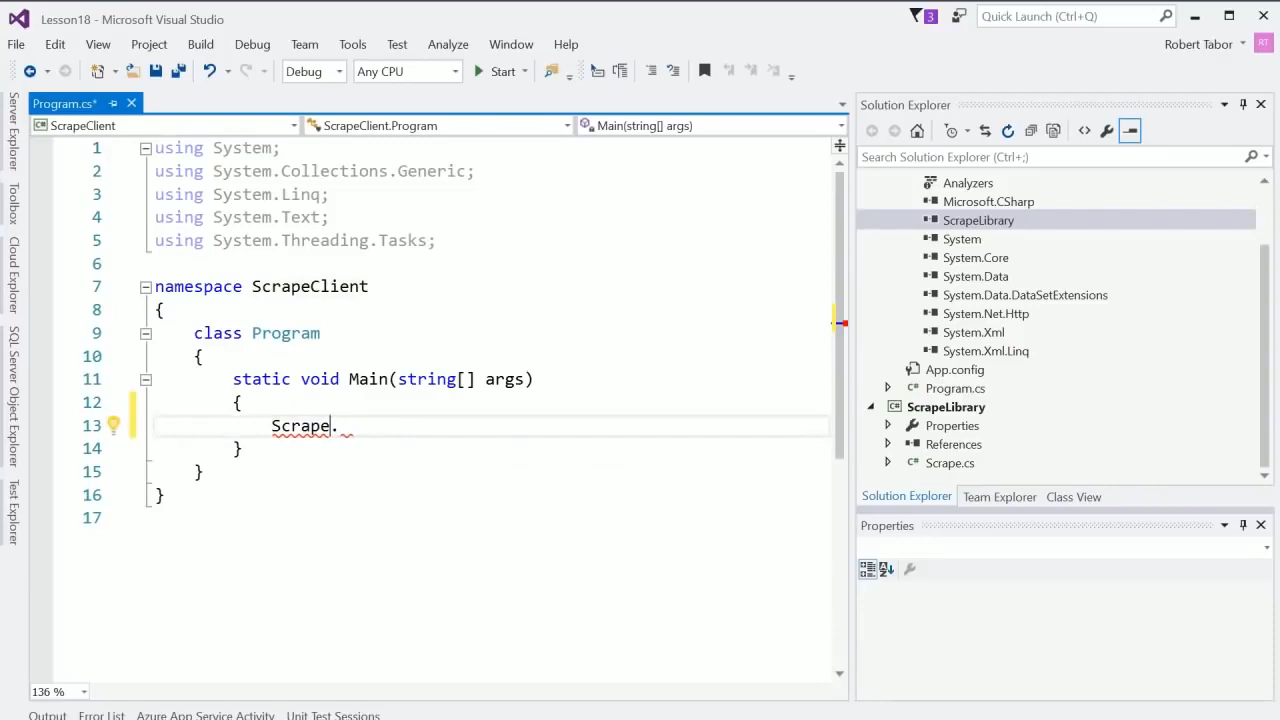 Lesson18 - Microsoft Visual Studio
3
Quick Launch (Ctrl+Q)
File Edit View Project Build Debug Team Tools Test Analyze Window Help
Robert Tabor RT
Debug Any CPU Start
Server Explorer
Toolbox
Cloud Explorer
SQL Server Object Explorer
Test Explorer
Program.cs*
ScrapeClient ScrapeClient.Program Main(string[] args)
1 using System;
2 using System.Collections.Generic;
3 using System.Linq;
4 using System.Text;
5 using System.Threading.Tasks;
6
7 namespace ScrapeClient
8 {
9 class Program
10 {
11 static void Main(string[] args)
12 {
13 Scrape.
14 }
15 }
16 }
17
136 %
Solution Explorer
Search Solution Explorer (Ctrl+;)
Analyzers
Microsoft.CSharp
ScrapeLibrary
System
System.Core
System.Data
System.Data.DataSetExtensions
System.Net.Http
System.Xml
System.Xml.Linq
App.config
C# Program.cs
C# ScrapeLibrary
Properties
References
C# Scrape.cs
Solution Explorer Team Explorer Class View
Properties
Output Error List Azure App Service Activity Unit Test Sessions